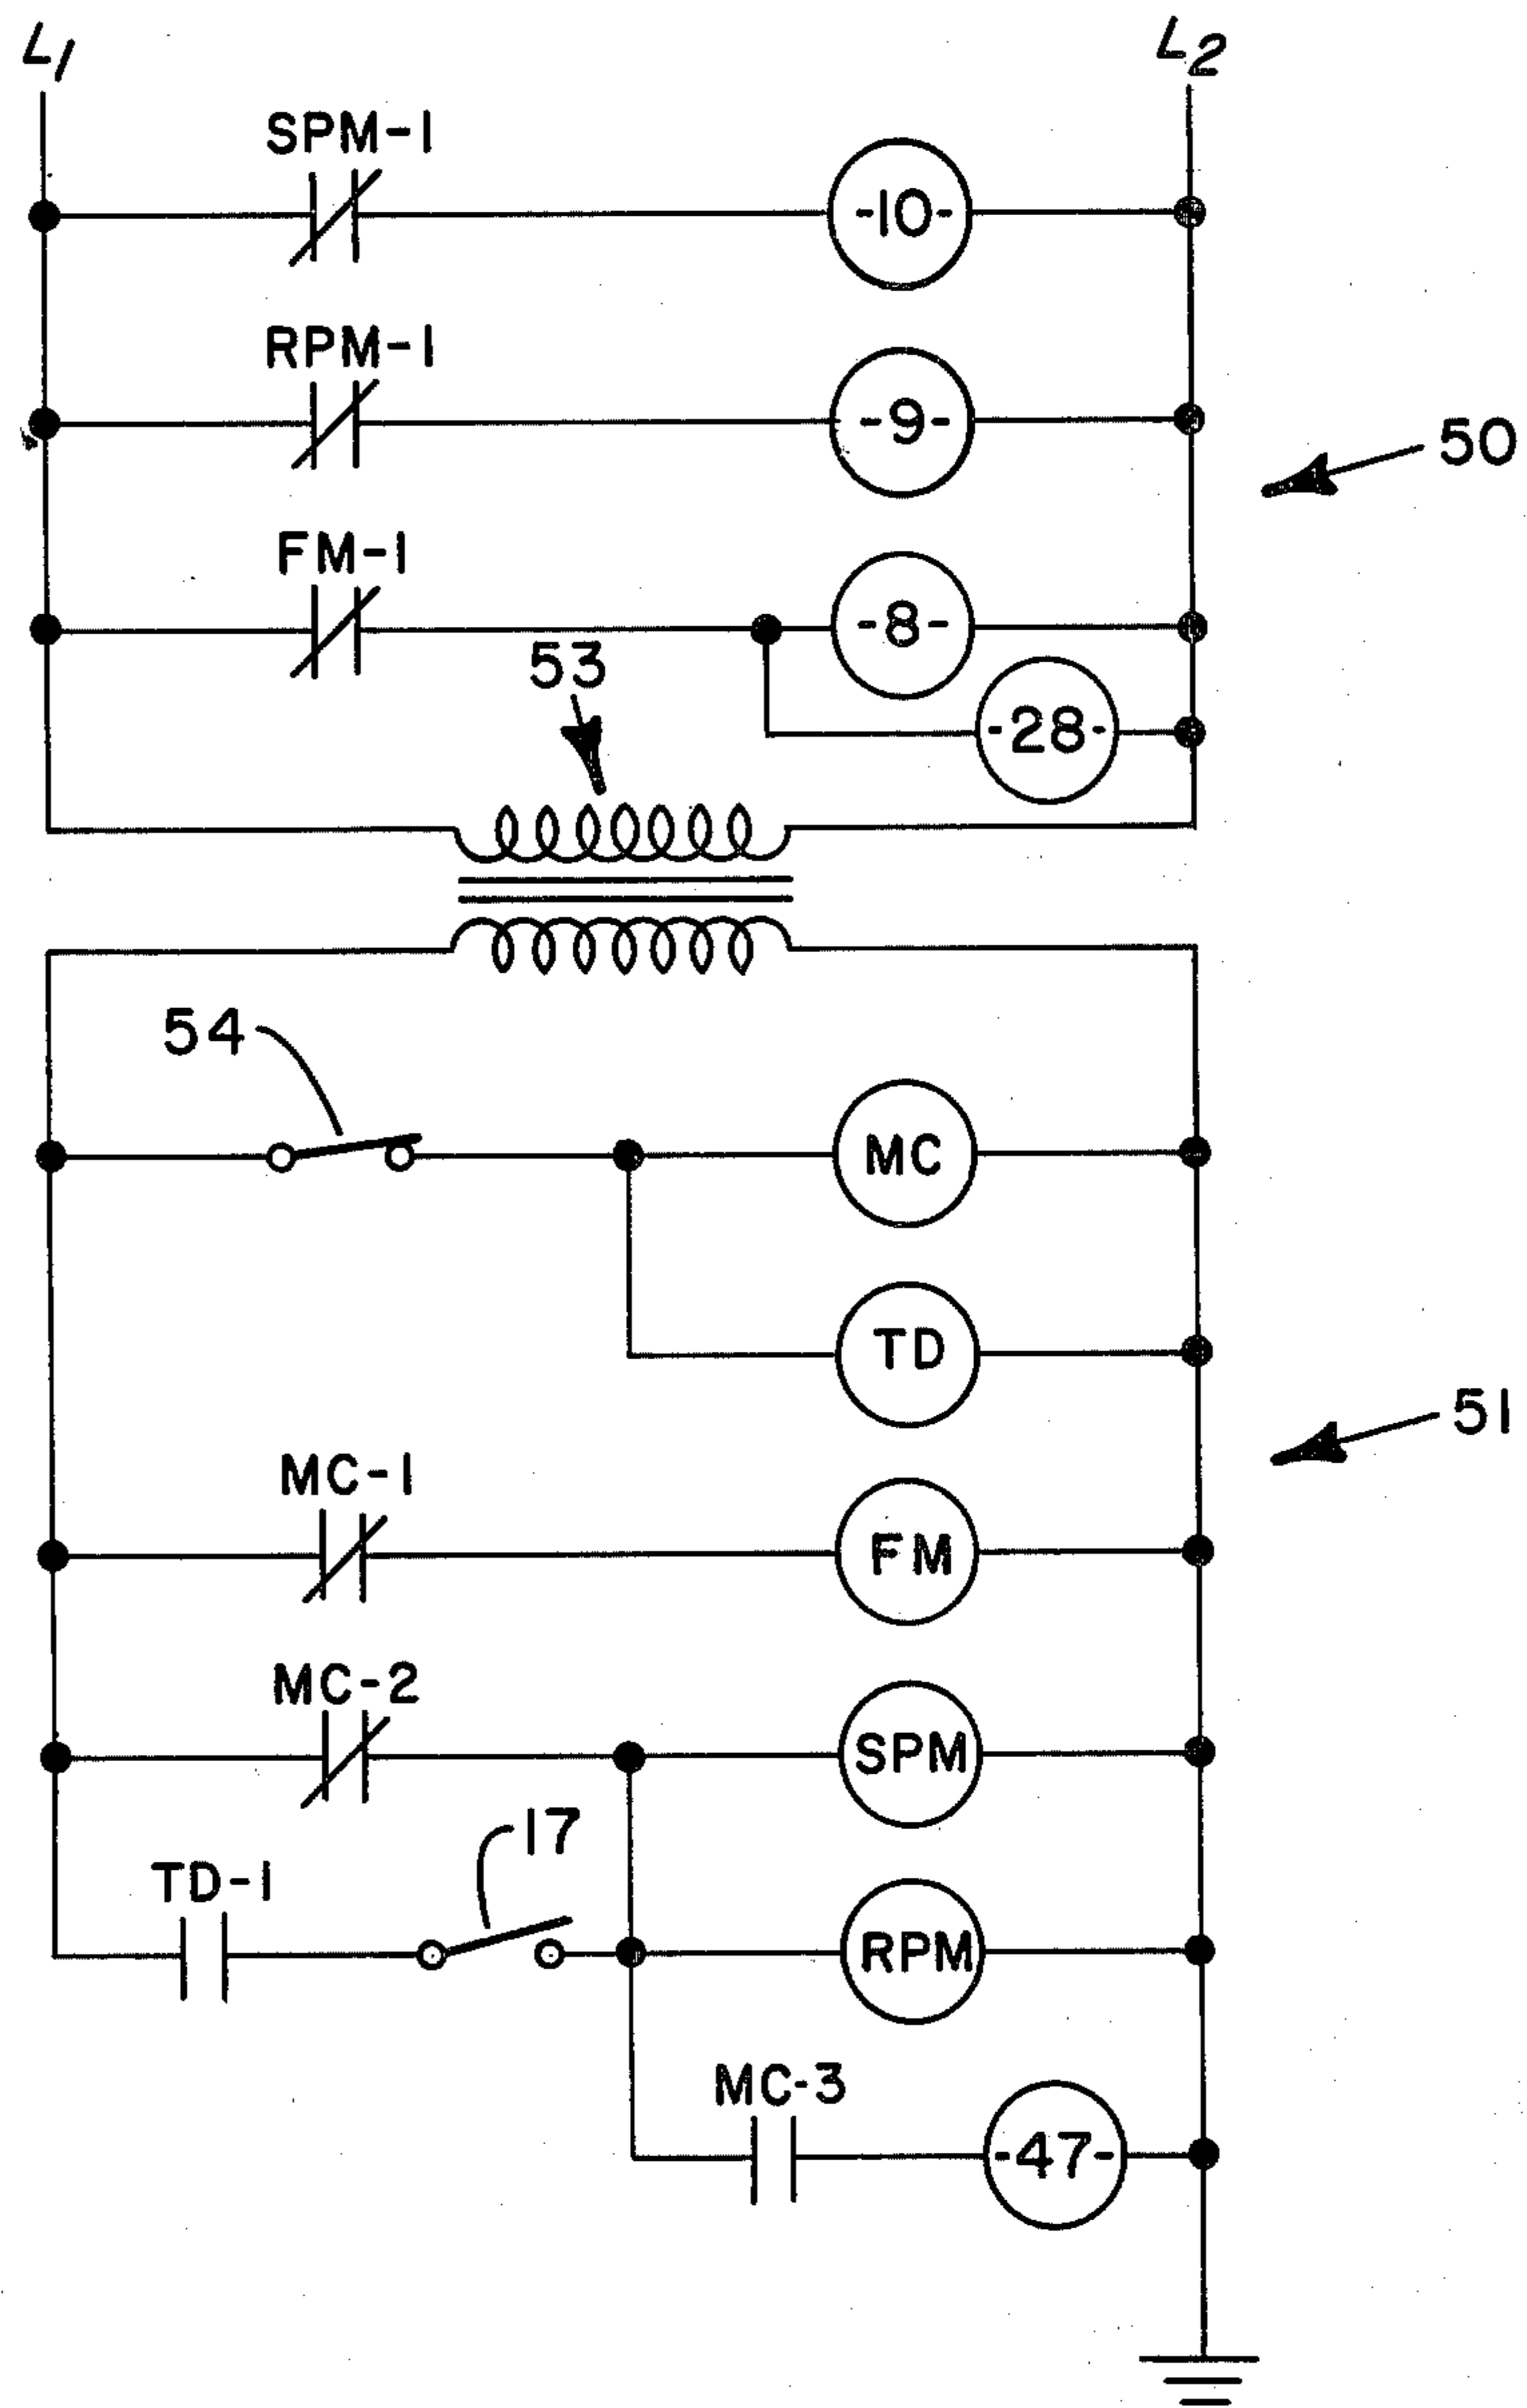 L1
L2
SPM-1
-10-
RPM-1
-9-
50
FM-1
-8-
53
-28-
54
MC
TD
51
MC-1
FM
MC-2
SPM
17
TD-1
RPM
MC-3
-47-